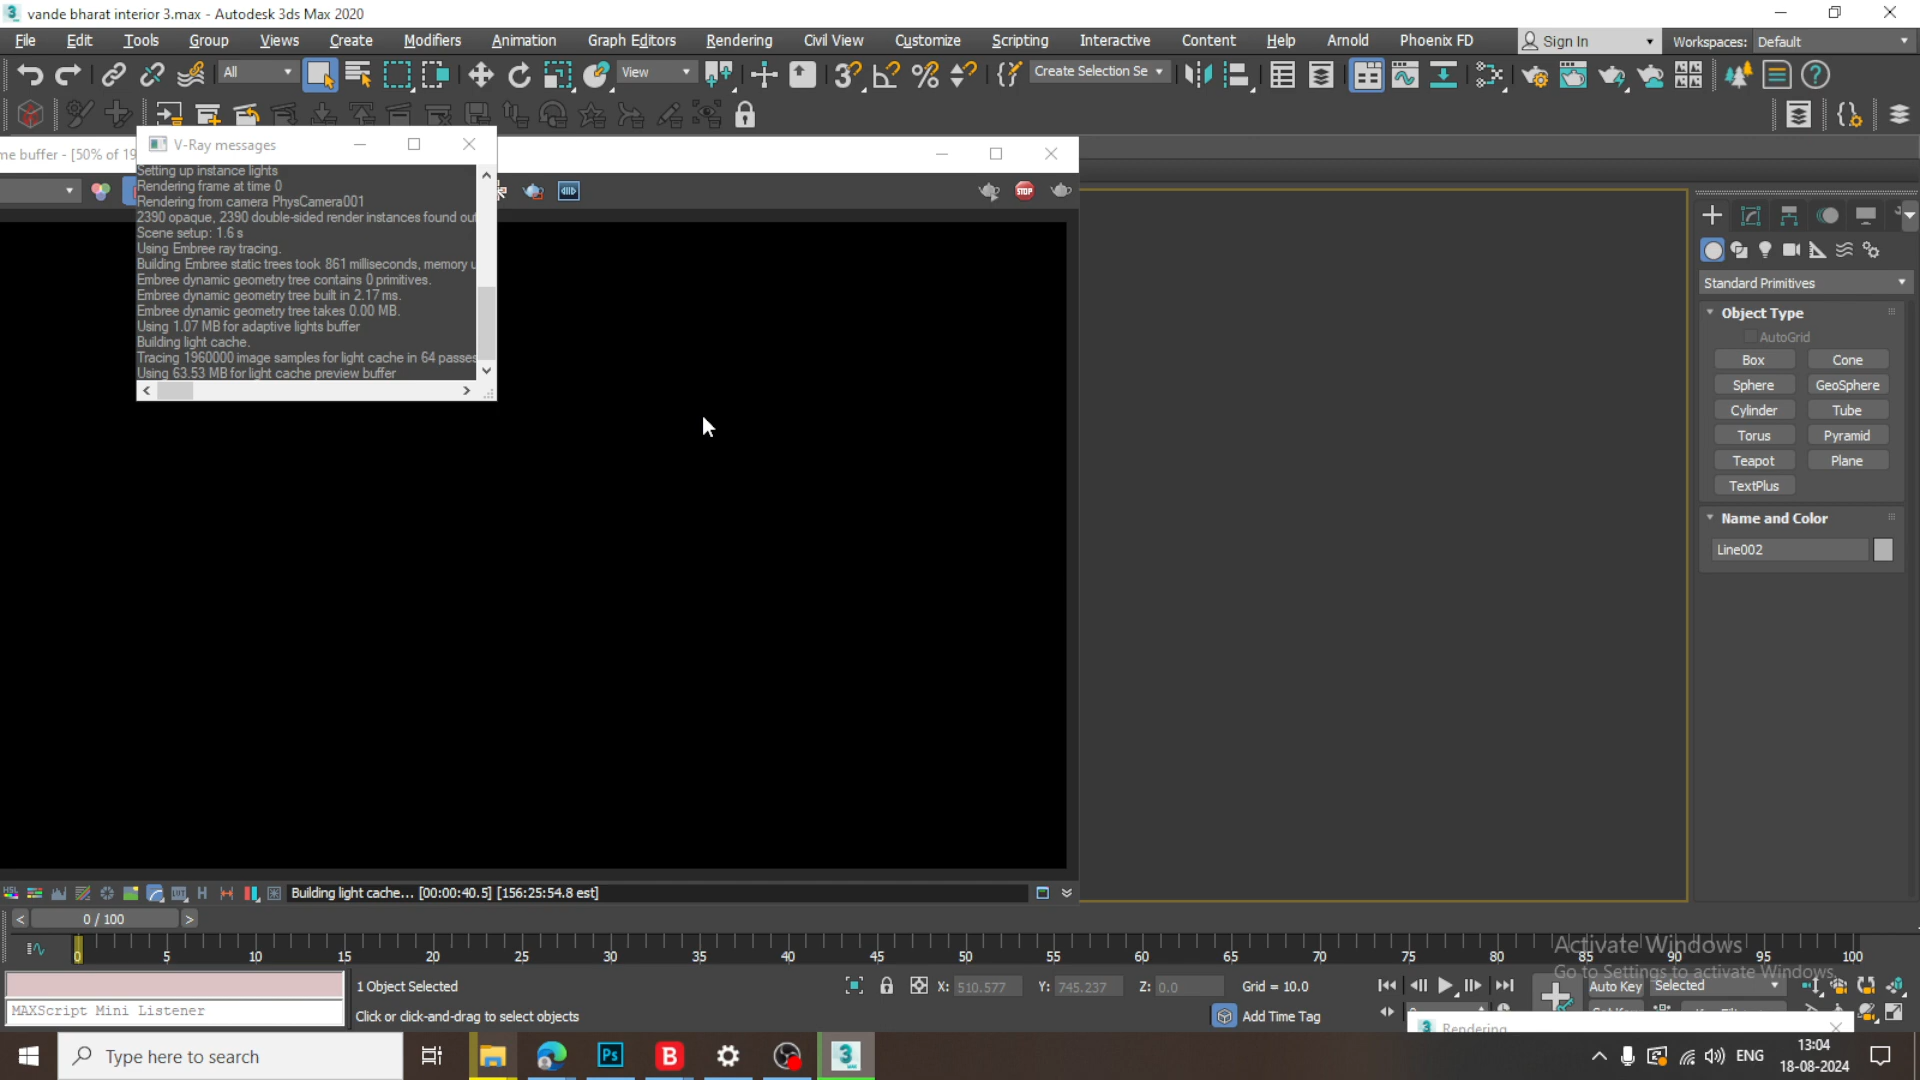 vande bharat interior 3.max - Autodesk 3ds Max 2020
File Edit Tools Group Views Create Modifiers Animation Graph Editors Rendering Civil View Customize Scripting Interactive Content Help Arnold Phoenix FD Sign In Workspaces: Default
All View Create Selection Se
me buffer - [50% of 19
V-Ray messages
Setting up instance lights
Rendering frame at time 0
Rendering from camera PhysCamera001
2390 opaque, 2390 double-sided render instances found ou
Scene setup: 1.6 s
Using Embree ray tracing.
Building Embree static trees took 861 milliseconds, memory u
Embree dynamic geometry tree contains 0 primitives.
Embree dynamic geometry tree built in 2.17 ms.
Embree dynamic geometry tree takes 0.00 MB.
Using 1.07 MB for adaptive lights buffer
Building light cache.
Tracing 1960000 image samples for light cache in 64 passes
Using 63.53 MB for light cache preview buffer
STOP
Standard Primitives
Object Type
AutoGrid
Box Cone
Sphere GeoSphere
Cylinder Tube
Torus Pyramid
Teapot Plane
TextPlus
Name and Color
Line002
HSL H Building light cache... [00:00:40.5] [156:25:54.8 est]
< 0 / 100 >
0 5 10 15 20 25 30 35 40 45 50 55 60 65 70 75 80 85 90 95 100
Activate Windows
Go to Settings to activate Windows.
1 Object Selected X: 510.577 Y: 745.237 Z: 0.0 Grid = 10.0 Auto Key Selected
MAXScript Mini Listener Click or click-and-drag to select objects Add Time Tag
Rendering
Type here to search Ps B 3 ENG 13:04
18-08-2024